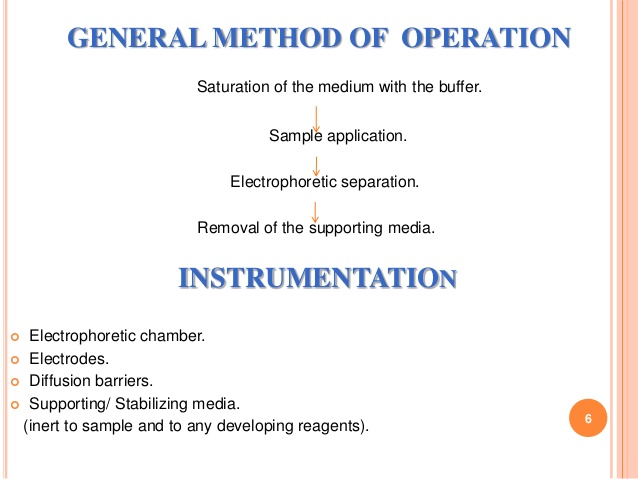 GENERAL METHOD OF OPERATION
Saturation of the medium with the buffer.
Sample application.
Electrophoretic separation.
Removal of the supporting media.
INSTRUMENTATION
Electrophoretic chamber.
Electrodes.
Diffusion barriers.
Supporting/ Stabilizing media.
(inert to sample and to any developing reagents).
6